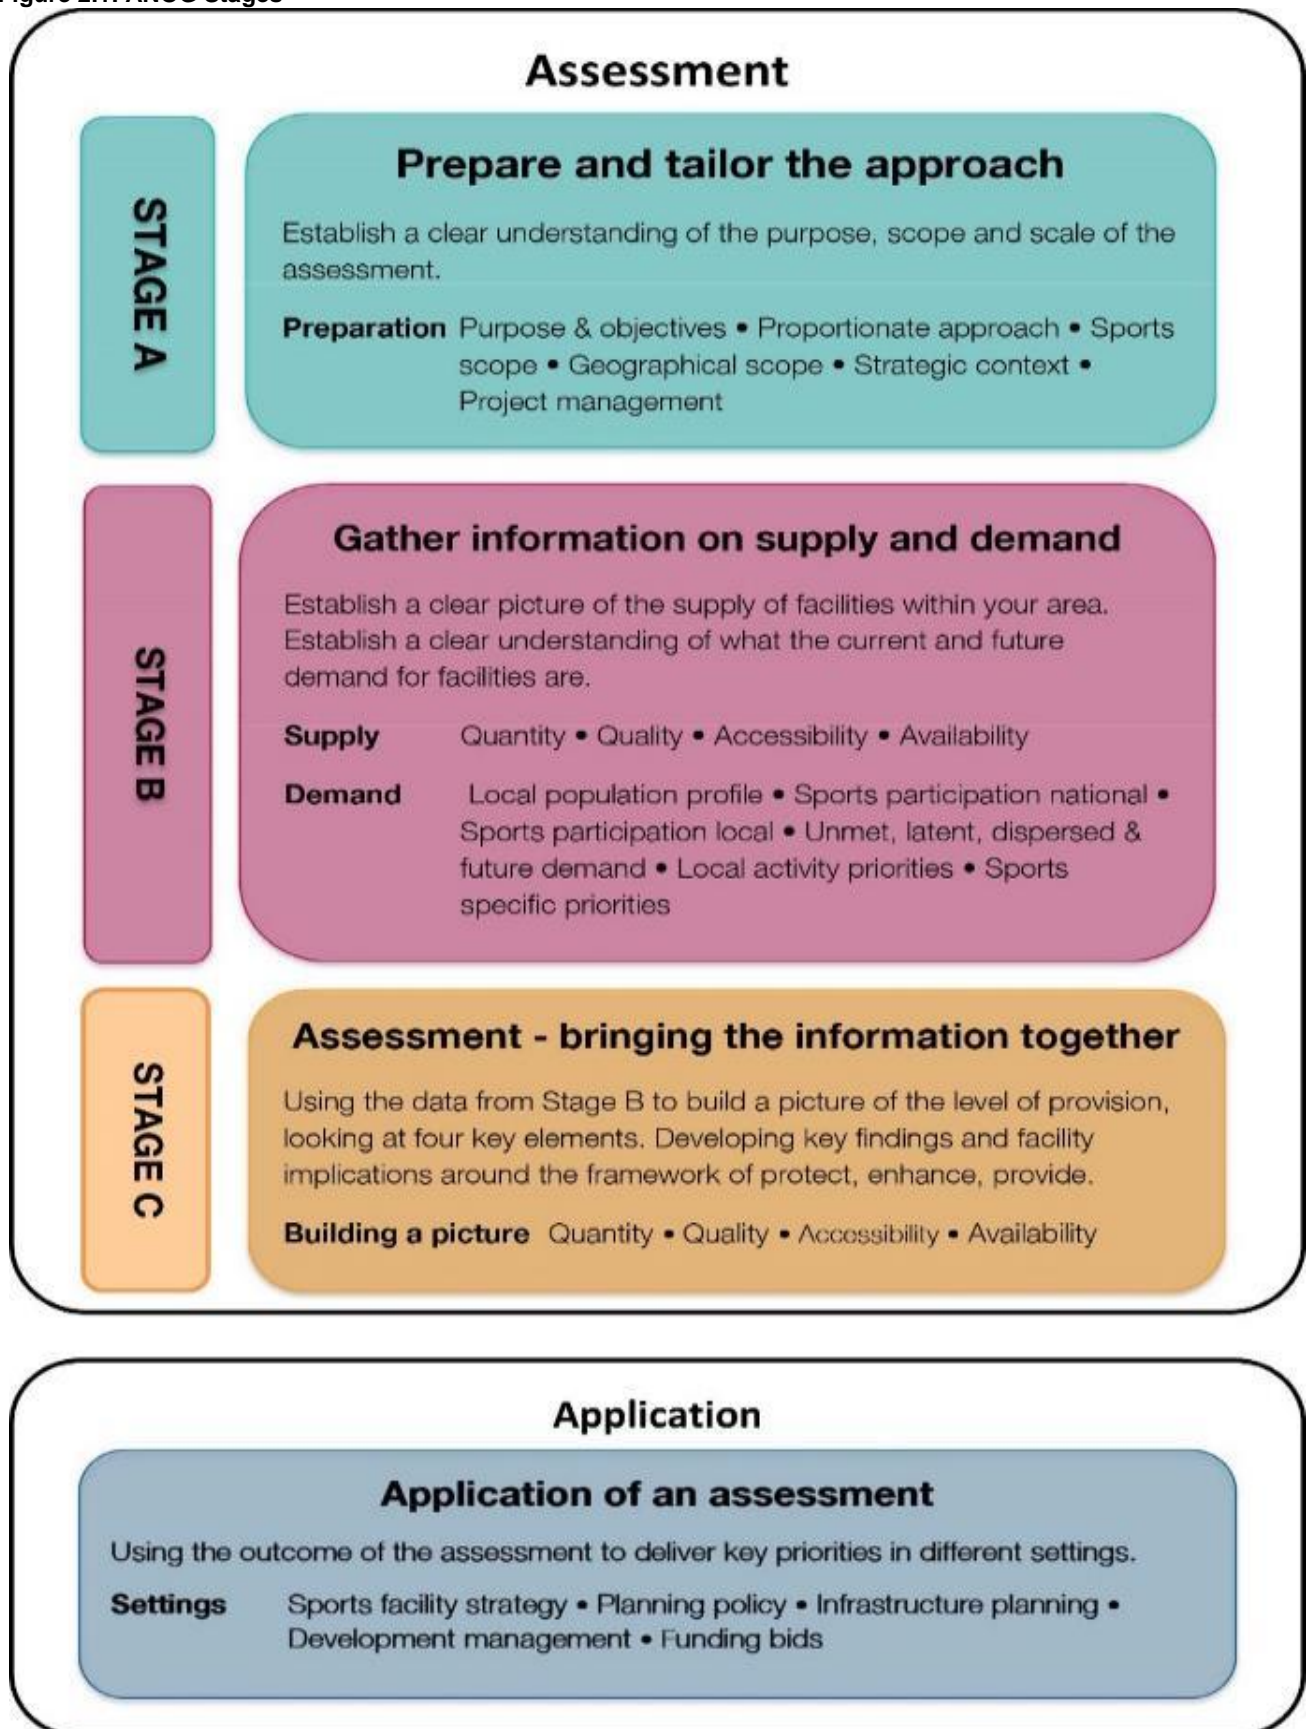 Assessment
STAGE A
Prepare and tailor the approach
Establish a clear understanding of the purpose, scope and scale of the
assessment.
Preparation Purpose & objectives • Proportionate approach • Sports
scope • Geographical scope • Strategic context •
Project management
STAGE B
Gather information on supply and demand
Establish a clear picture of the supply of facilities within your area.
Establish a clear understanding of what the current and future
demand for facilities are.
Supply Quantity • Quality • Accessibility • Availability
Demand Local population profile • Sports participation national •
Sports participation local • Unmet, latent, dispersed &
future demand • Local activity priorities • Sports
specific priorities
STAGE C
Assessment - bringing the information together
Using the data from Stage B to build a picture of the level of provision,
looking at four key elements. Developing key findings and facility
implications around the framework of protect, enhance, provide.
Building a picture Quantity • Quality • Accessibility • Availability
Application
Application of an assessment
Using the outcome of the assessment to deliver key priorities in different settings.
Settings Sports facility strategy • Planning policy • Infrastructure planning •
Development management • Funding bids